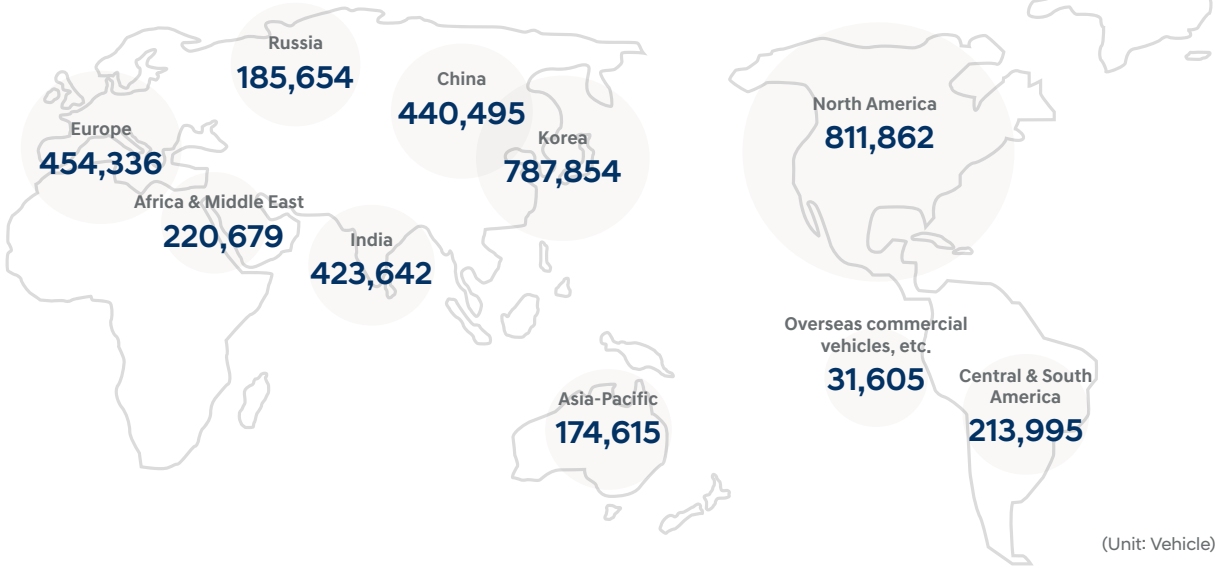 Russia
185,654
China
440,495
North America
811,862
Europe
454,336
Korea
787,854
Africa & Middle East
220,679
India
423,642
Overseas commercial
vehicles, etc.
31,605
Central & South
America
213,995
Asia-Pacific
174,615
(Unit: Vehicle)